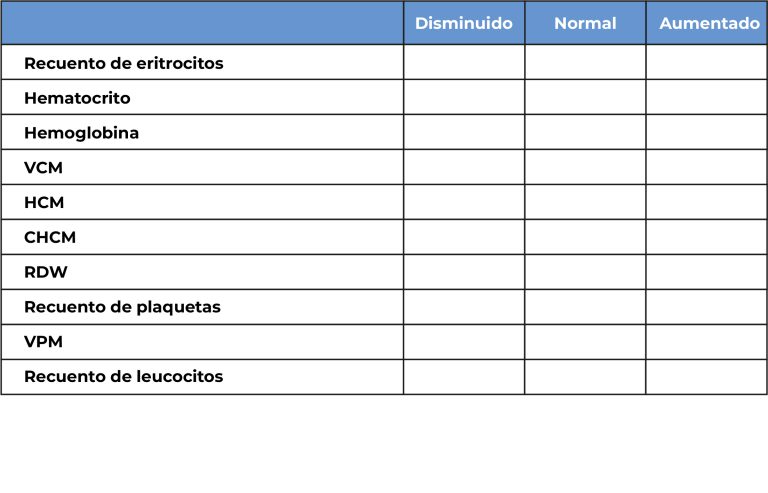 Disminuido Normal Aumentado
Recuento de eritrocitos
Hematocrito
Hemoglobina
VCM
HCM
CHCM
RDW
Recuento de plaquetas
VPM
Recuento de leucocitos